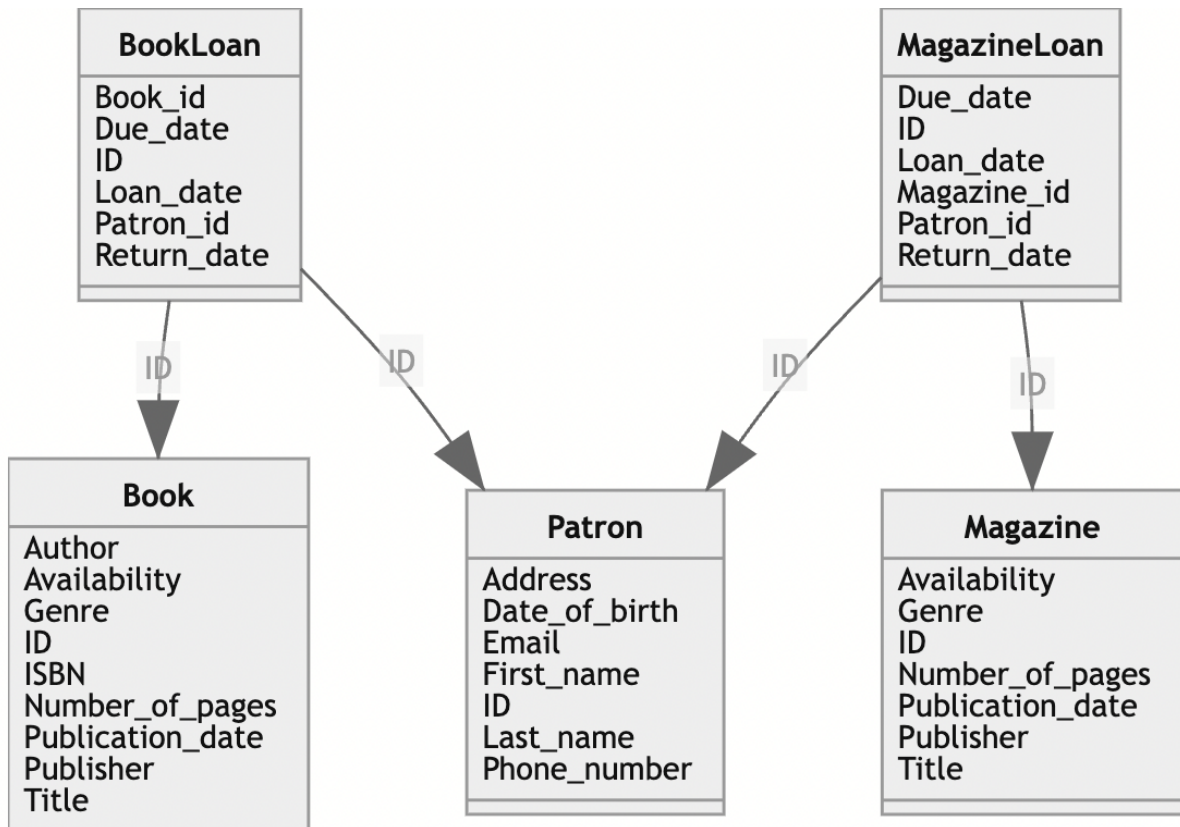 BookLoan
Book_id
Due_date
ID
Loan_date
Patron_id
Return_date
MagazineLoan
Due_date
ID
Loan_date
Magazine_id
Patron_id
Return_date
ID
ID
ID
ID
Book
Author
Availability
Genre
ID
ISBN
Number_of_pages
Publication_date
Publisher
Title
Patron
Address
Date_of_birth
Email
First_name
ID
Last_name
Phone_number
Magazine
Availability
Genre
ID
Number_of_pages
Publication_date
Publisher
Title